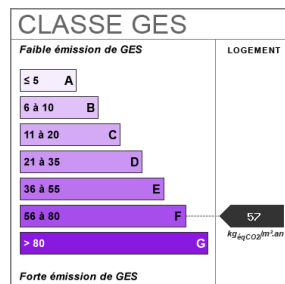 CLASSE GES
Faible émission de GES
LOGEMENT
≤ 5 A
6 à 10 B
11 à 20 C
21 à 35 D
36 à 55 E
56 à 80 F
57
kgéqCO2/m².an
> 80 G
Forte émission de GES